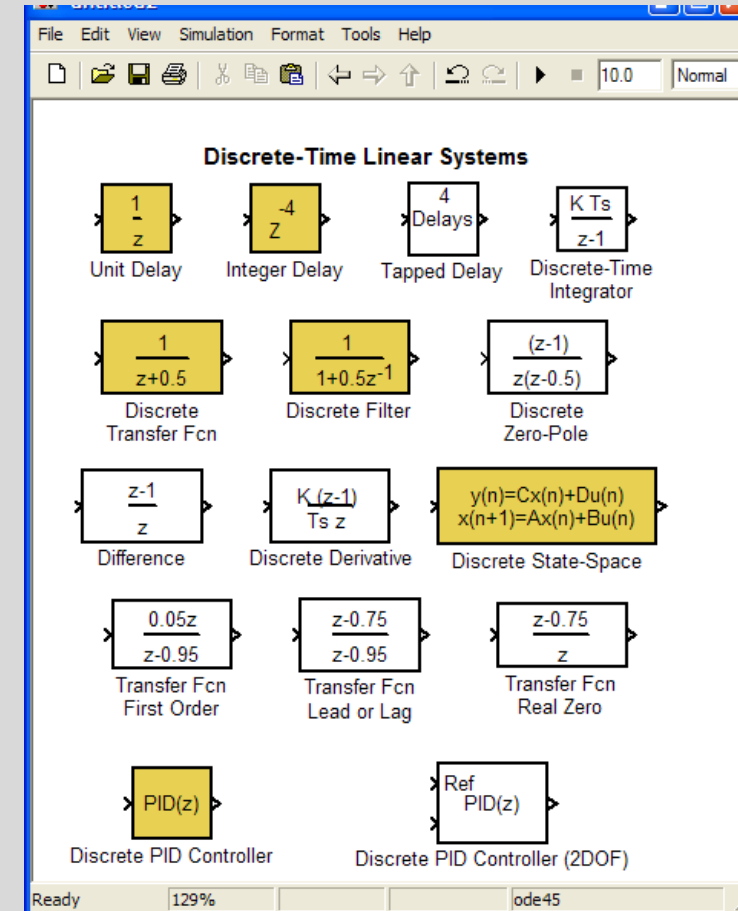 File Edit View Simulation Format Tools Help
10.0 Normal
Discrete-Time Linear Systems
1
z
Unit Delay
-4
Z
Integer Delay
4
Delays
Tapped Delay
K Ts
z-1
Discrete-Time
Integrator
1
z+0.5
Discrete
Transfer Fcn
1
1+0.5z-1
Discrete Filter
(z-1)
z(z-0.5)
Discrete
Zero-Pole
z-1
z
Difference
K (z-1)
Ts z
Discrete Derivative
y(n)=Cx(n)+Du(n)
x(n+1)=Ax(n)+Bu(n)
Discrete State-Space
0.05z
z-0.95
Transfer Fcn
First Order
z-0.75
z-0.95
Transfer Fcn
Lead or Lag
z-0.75
z
Transfer Fcn
Real Zero
PID(z)
Discrete PID Controller
Ref
PID(z)
Discrete PID Controller (2DOF)
Ready 129% ode45